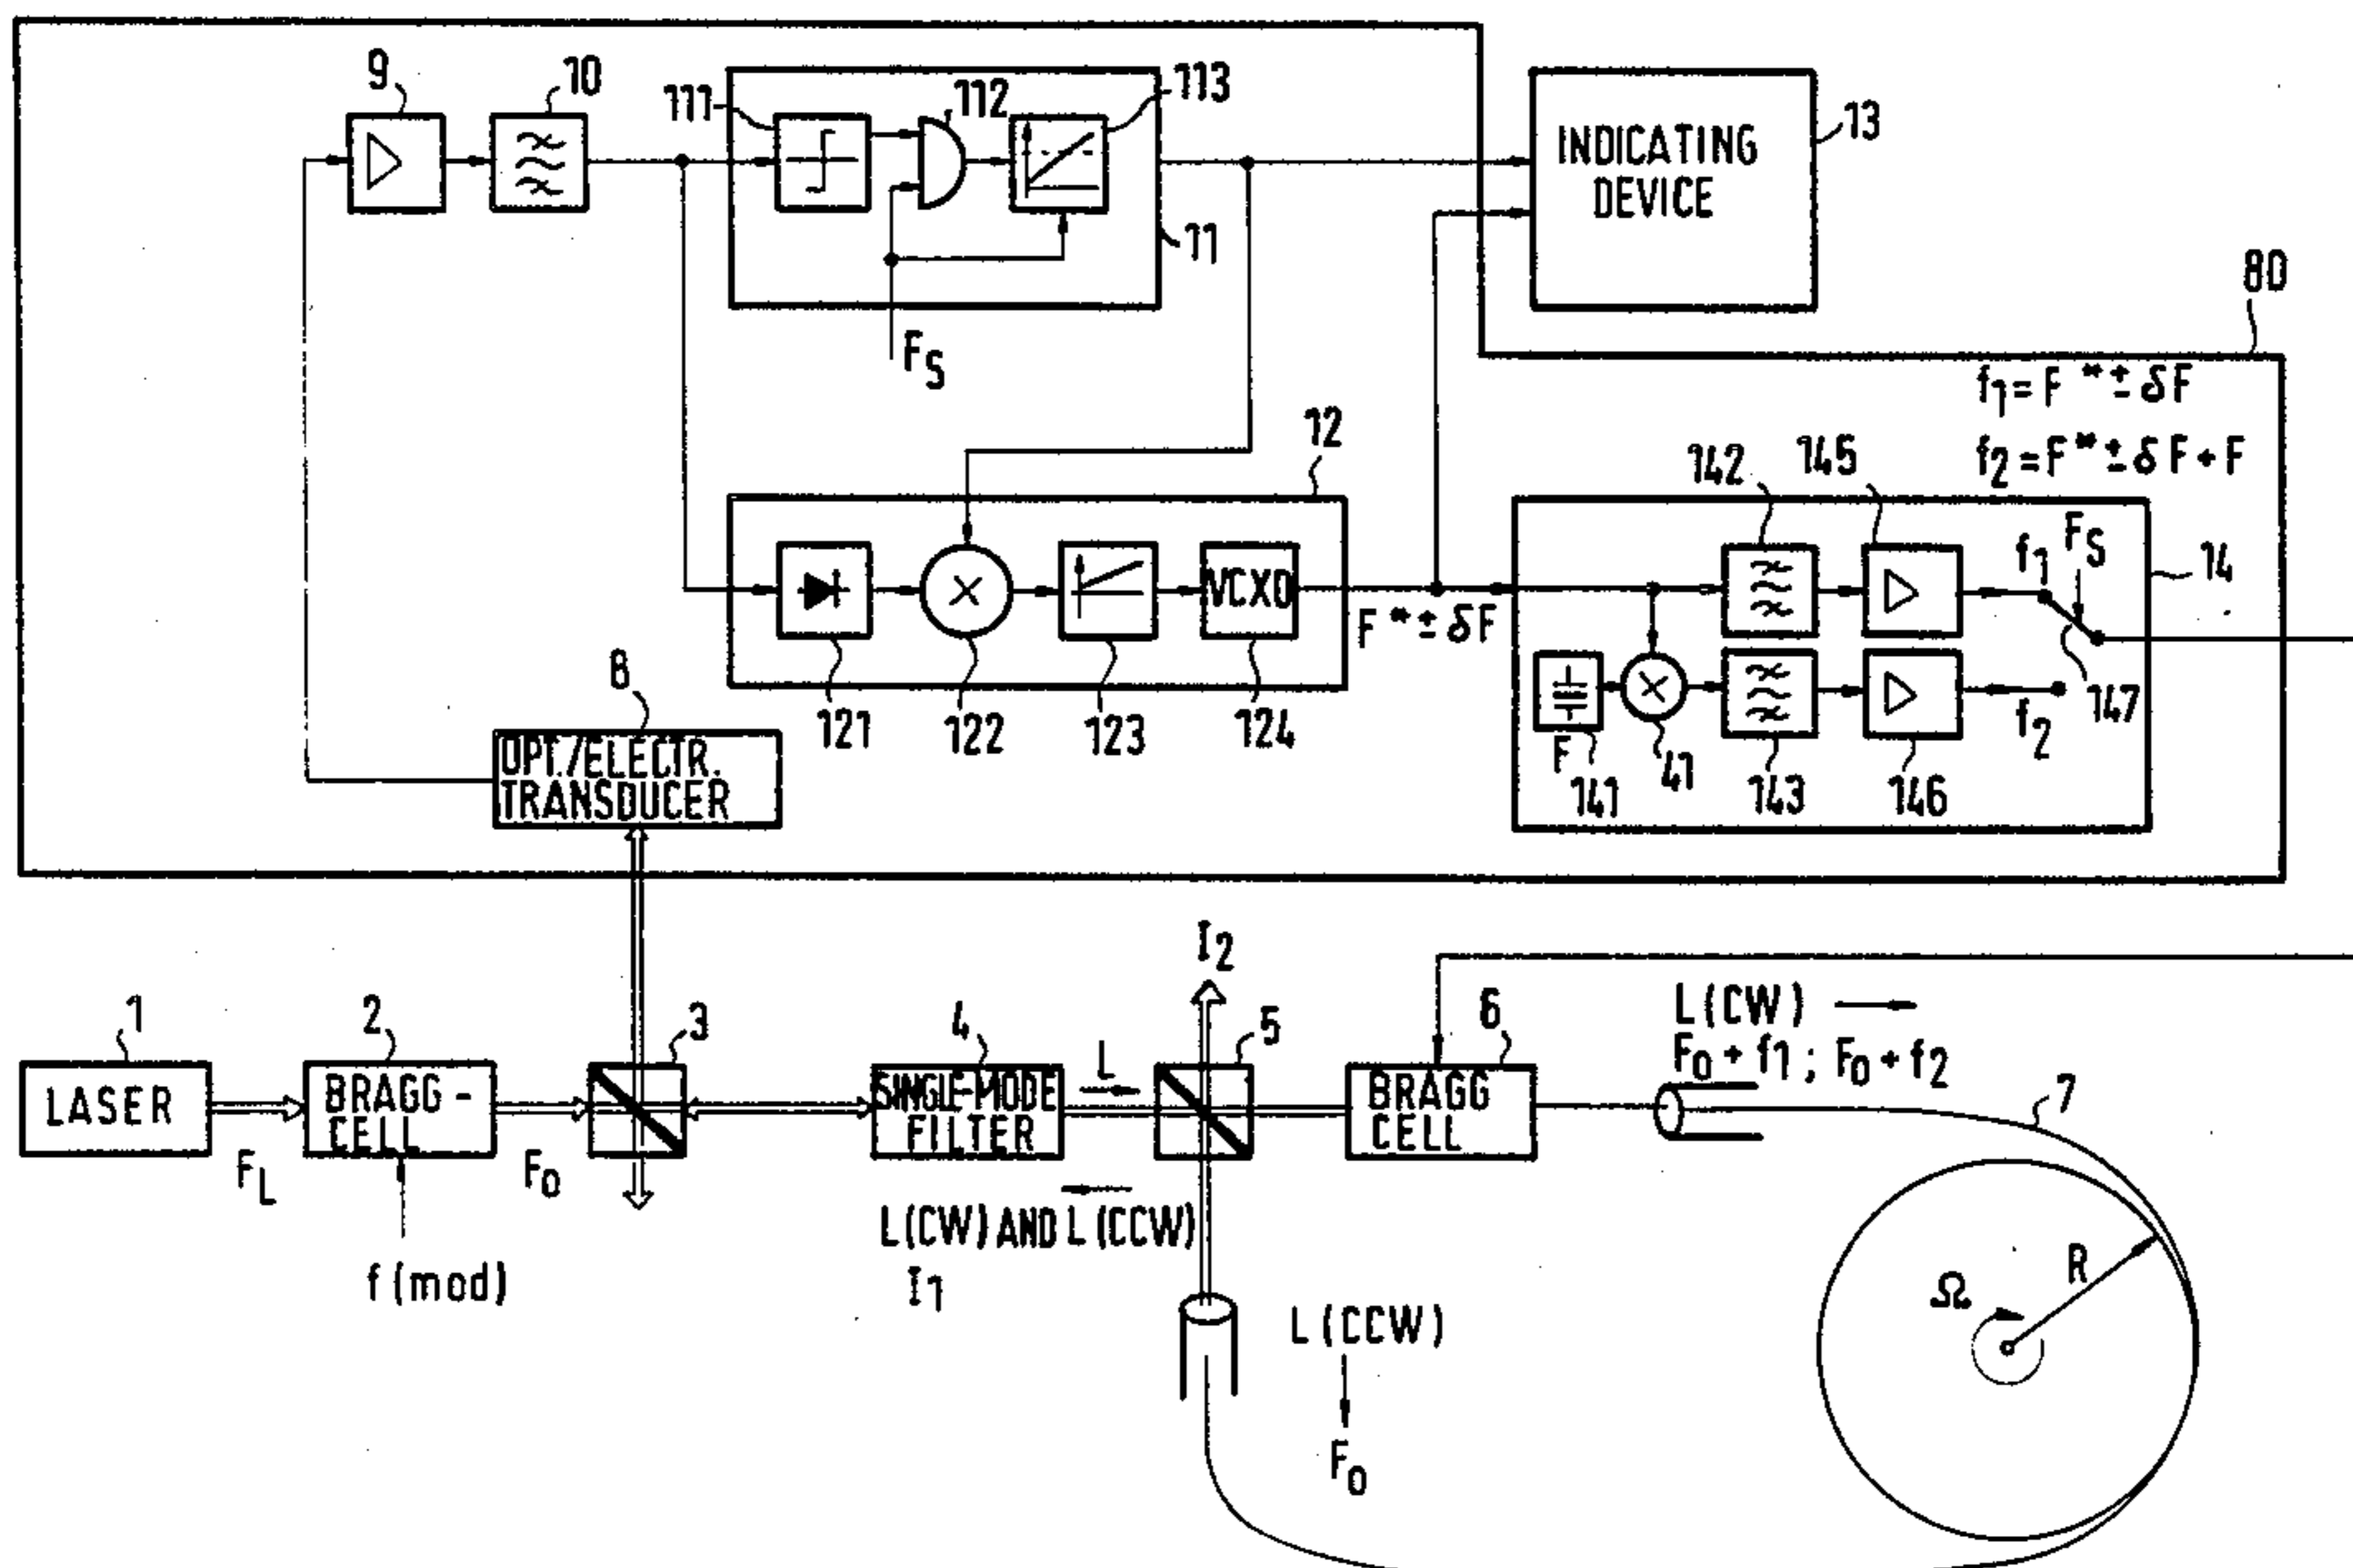 9
10
111
112
113
INDICATING
DEVICE
13
11
80
F_S
f1 = F* ± δF
f2 = F* ± δF + F
12
142
145
F_S
f1
14
VCXO
F* ± δF
8
121
122
123
124
F
141
41
143
146
f2
147
OPT./ELECTR.
TRANSDUCER
I2
1
2
3
4
L
5
6
L (CW)
F0 + f1 ; F0 + f2
7
LASER
BRAGG-
CELL
SINGLE-MODE
FILTER
BRAGG
CELL
F_L
F0
L(CW) AND L(CCW)
I1
f (mod)
R
Ω
L (CCW)
F0